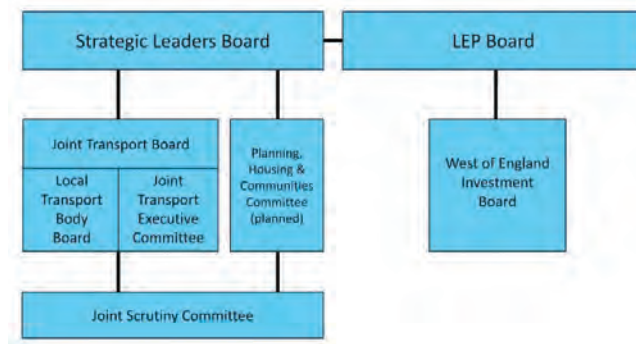 Strategic Leaders Board
LEP Board
Joint Transport Board
Local
Transport
Body
Board
Joint
Transport
Executive
Committee
Planning,
Housing &
Communities
Committee
(planned)
West of England
Investment
Board
Joint Scrutiny Committee